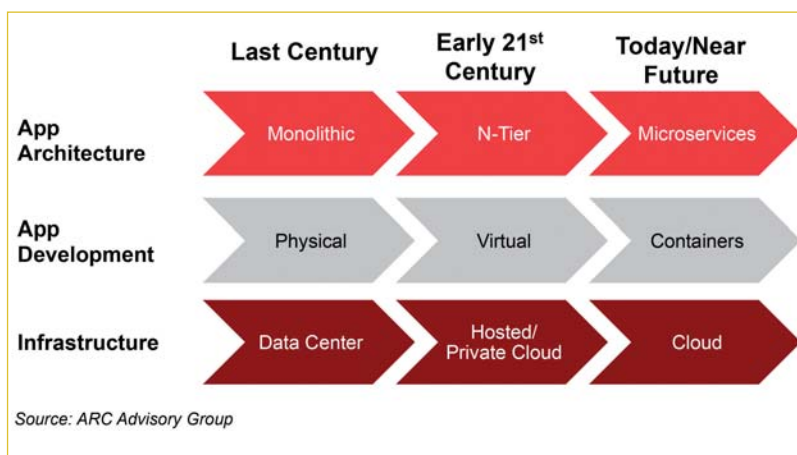 Last Century
Early 21st
Century
Today/Near
Future
App
Architecture
Monolithic
N-Tier
Microservices
App
Development
Physical
Virtual
Containers
Infrastructure
Data Center
Hosted/
Private Cloud
Cloud
Source: ARC Advisory Group